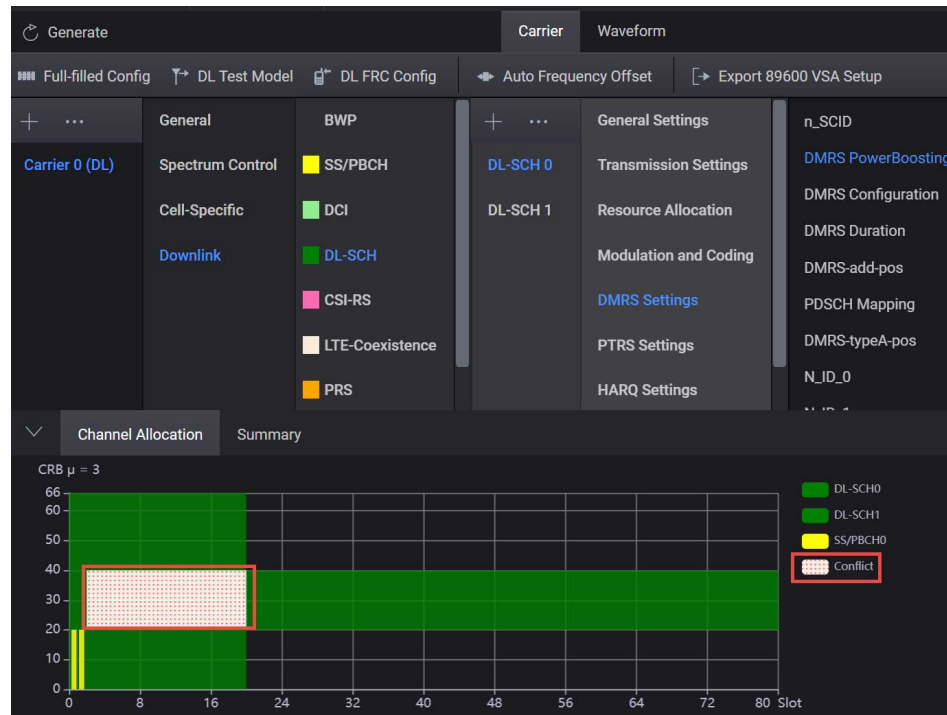 Generate
Carrier
Waveform
Full-filled Config
DL Test Model
DL FRC Config
Auto Frequency Offset
Export 89600 VSA Setup
Carrier 0 (DL)
General
Spectrum Control
Cell-Specific
Downlink
BWP
SS/PBCH
DCI
DL-SCH
CSI-RS
LTE-Coexistence
PRS
DL-SCH 0
DL-SCH 1
General Settings
Transmission Settings
Resource Allocation
Modulation and Coding
DMRS Settings
PTRS Settings
HARQ Settings
n_SCID
DMRS PowerBoosting
DMRS Configuration
DMRS Duration
DMRS-add-pos
PDSCH Mapping
DMRS-typeA-pos
N_ID_0
Channel Allocation
Summary
CRB μ = 3
66
60
50
40
30
20
10
0
0 8 16 24 32 40 48 56 64 72 80 Slot
DL-SCH0
DL-SCH1
SS/PBCH0
Conflict